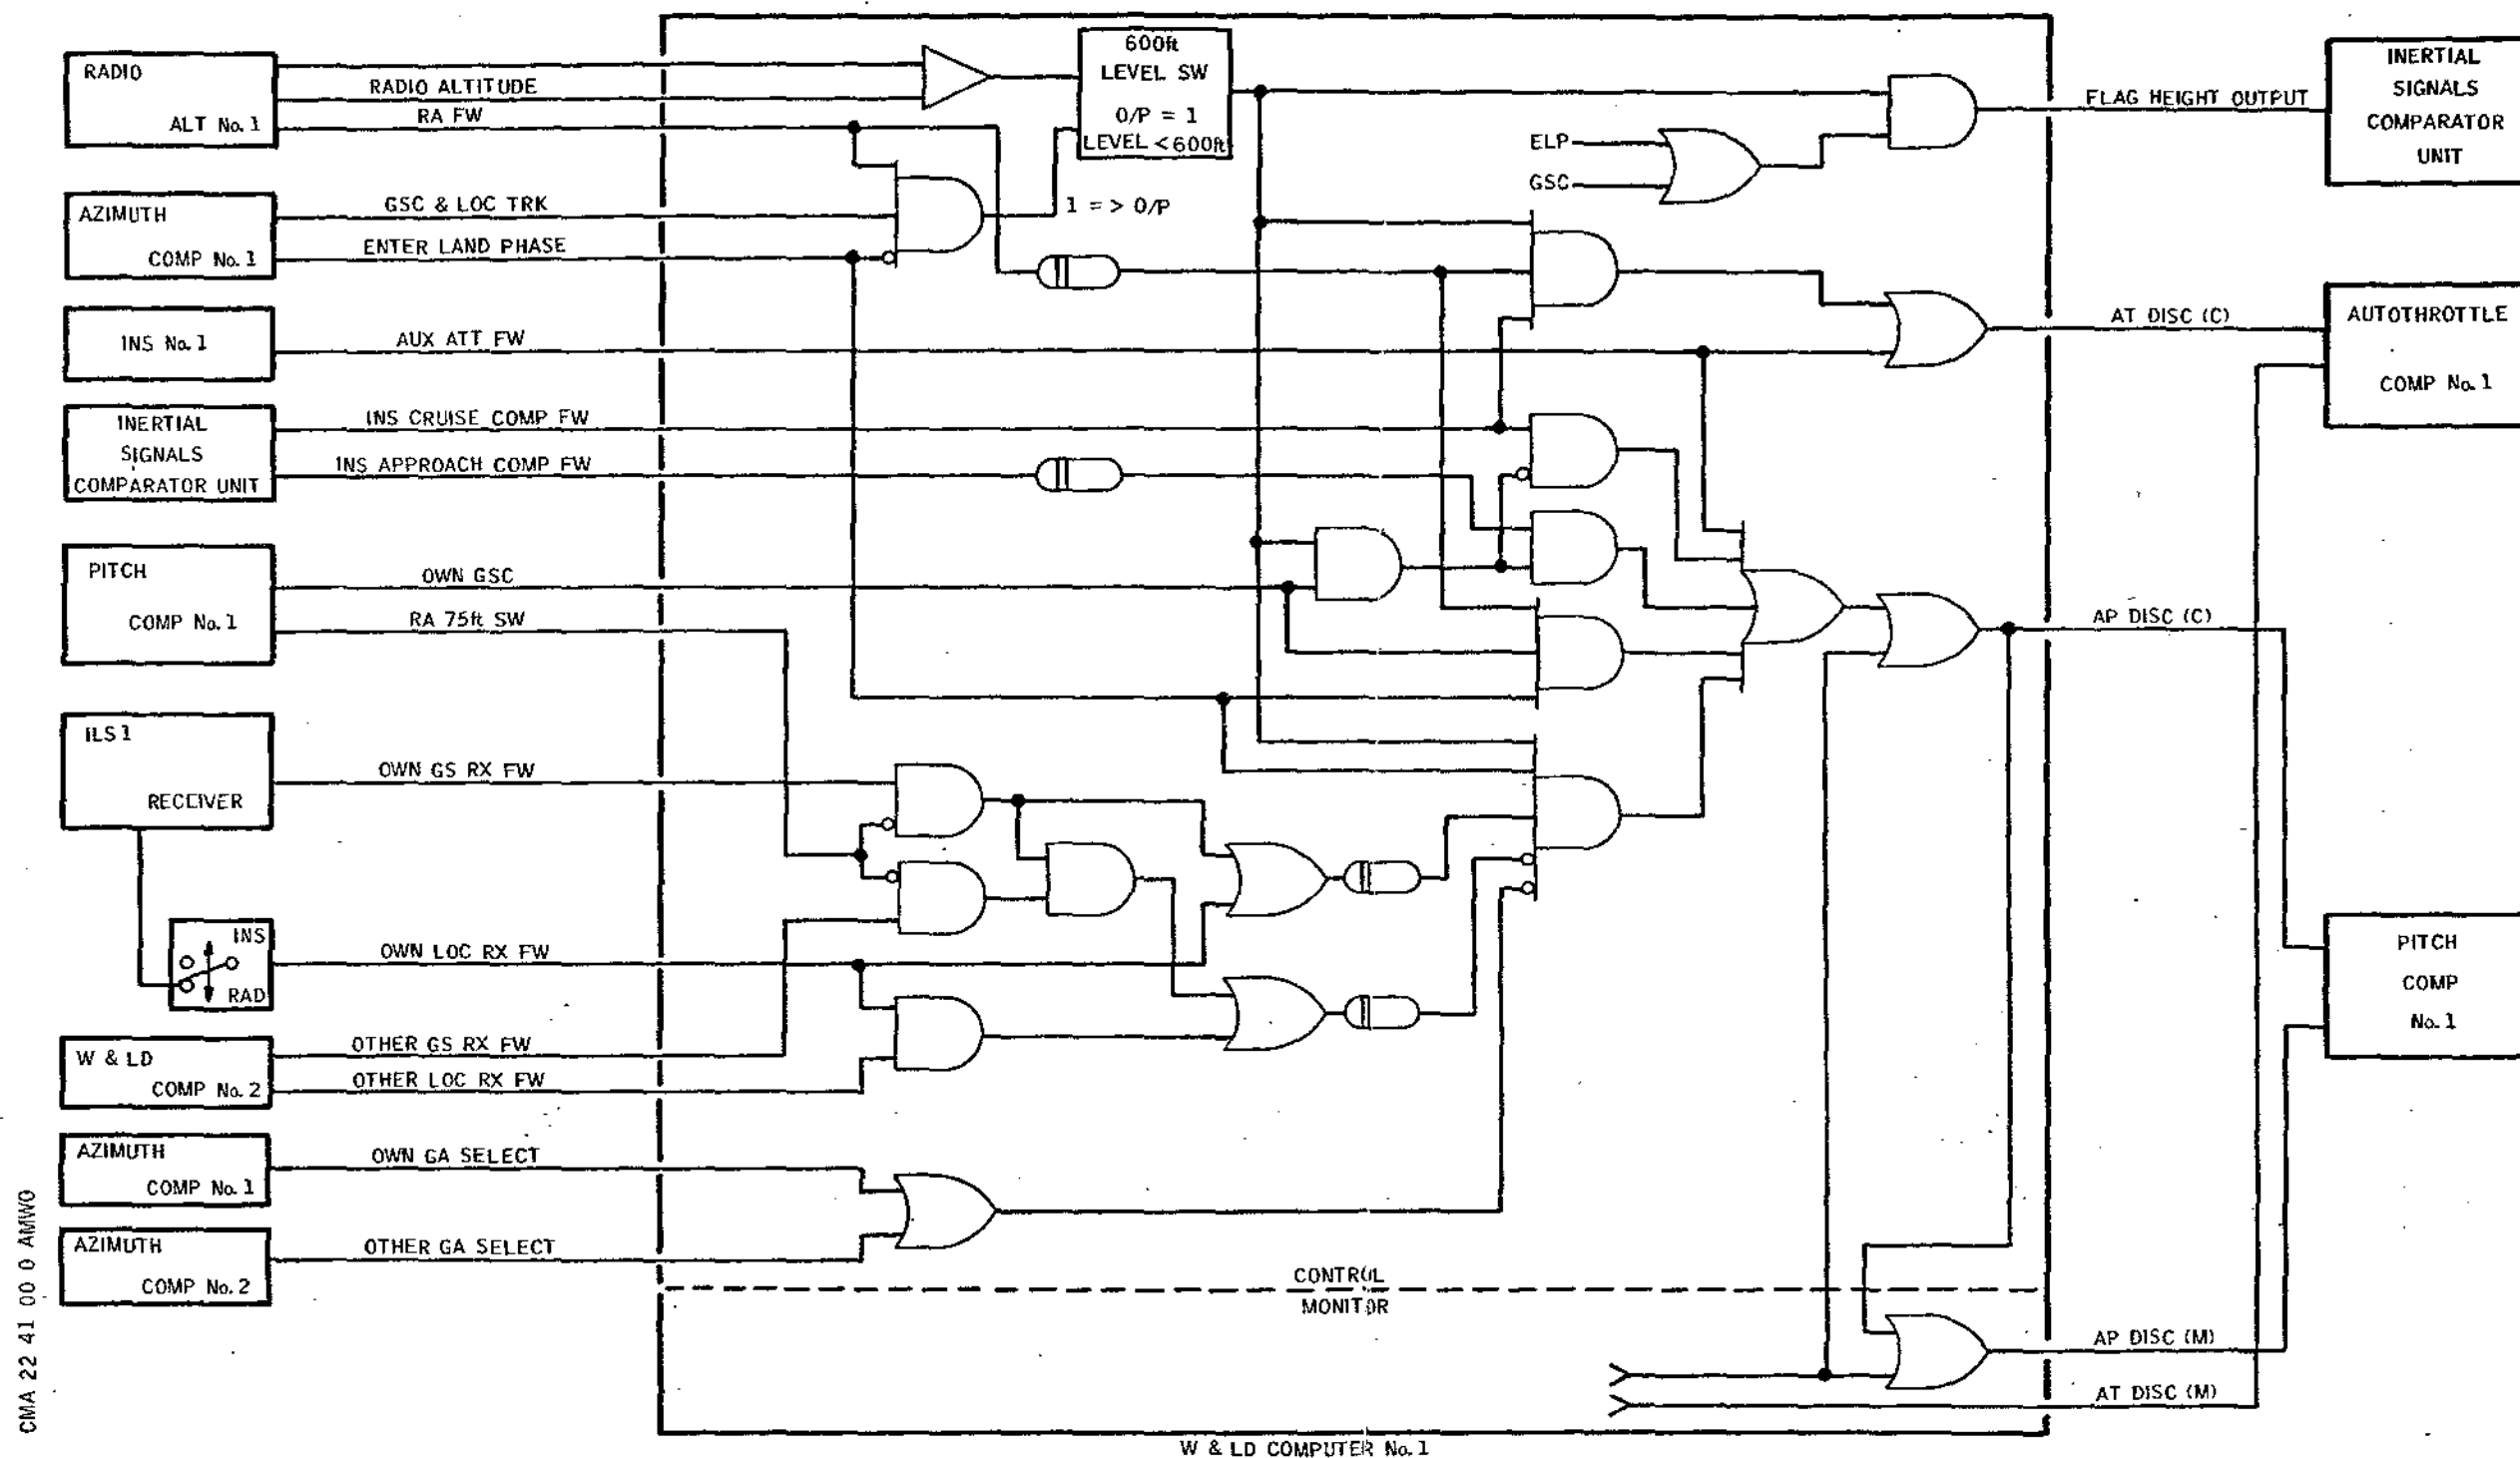 RADIO
ALT No. 1
RADIO ALTITUDE
RA FW
600ft
LEVEL SW
O/P = 1
LEVEL < 600ft
1 = > O/P
ELP
GSC
FLAG HEIGHT OUTPUT
INERTIAL
SIGNALS
COMPARATOR
UNIT
AZIMUTH
COMP No. 1
GSC & LOC TRK
ENTER LAND PHASE
INS No. 1
AUX ATT FW
AT DISC (C)
AUTOTHROTTLE
COMP No. 1
INERTIAL
SIGNALS
COMPARATOR UNIT
INS CRUISE COMP FW
INS APPROACH COMP FW
PITCH
COMP No. 1
OWN GSC
RA 75ft SW
AP DISC (C)
ILS 1
RECEIVER
OWN GS RX FW
INS
RAD
OWN LOC RX FW
PITCH
COMP
No. 1
W & LD
COMP No. 2
OTHER GS RX FW
OTHER LOC RX FW
AZIMUTH
COMP No. 1
OWN GA SELECT
AZIMUTH
COMP No. 2
OTHER GA SELECT
CONTROL
MONITOR
AP DISC (M)
AT DISC (M)
W & LD COMPUTER No. 1
CMA 22 41 00 0 AMW0